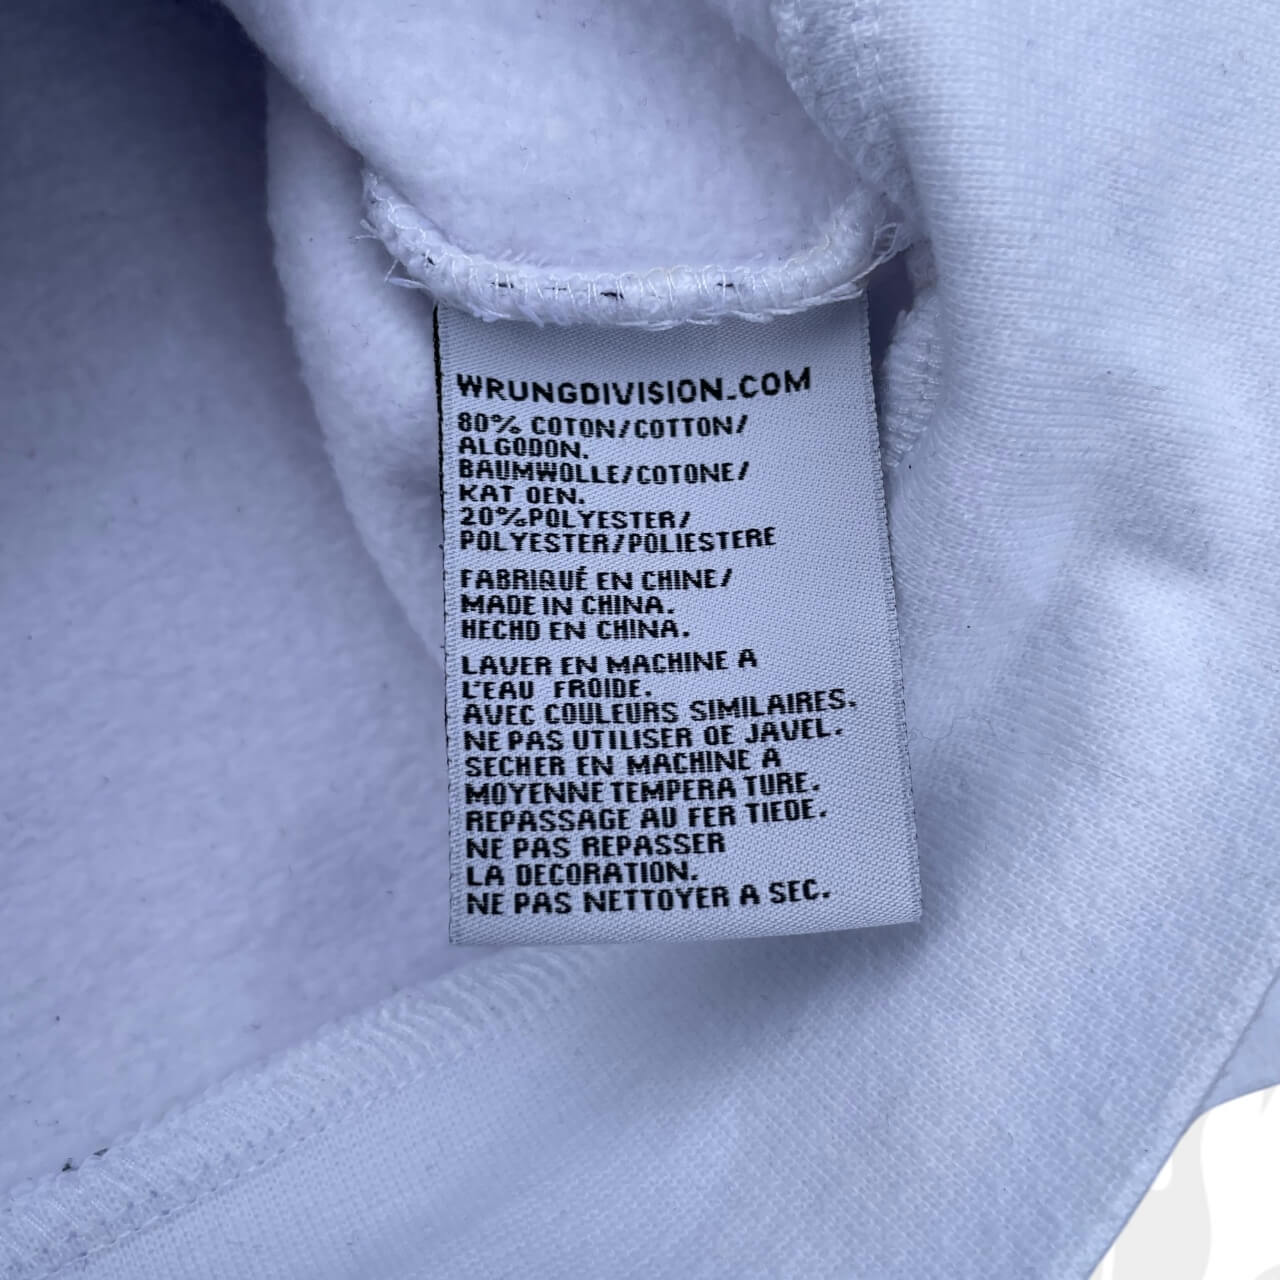 WRUNGDIVISION.COM
80% COTON/COTTON/
ALGODON.
BAUMWOLLE/COTONE/
KAT OEN.
20%POLYESTER/
POLYESTER/POLIESTERE
FABRIQUÉ EN CHINE/
MADE IN CHINA.
HECHO EN CHINA.
LAVER EN MACHINE A
L'EAU FROIDE.
AVEC COULEURS SIMILAIRES.
NE PAS UTILISER DE JAVEL.
SECHER EN MACHINE A
MOYENNE TEMPERA TURE.
REPASSAGE AU FER TIEDE.
NE PAS REPASSER
LA DECORATION.
NE PAS NETTOYER A SEC.